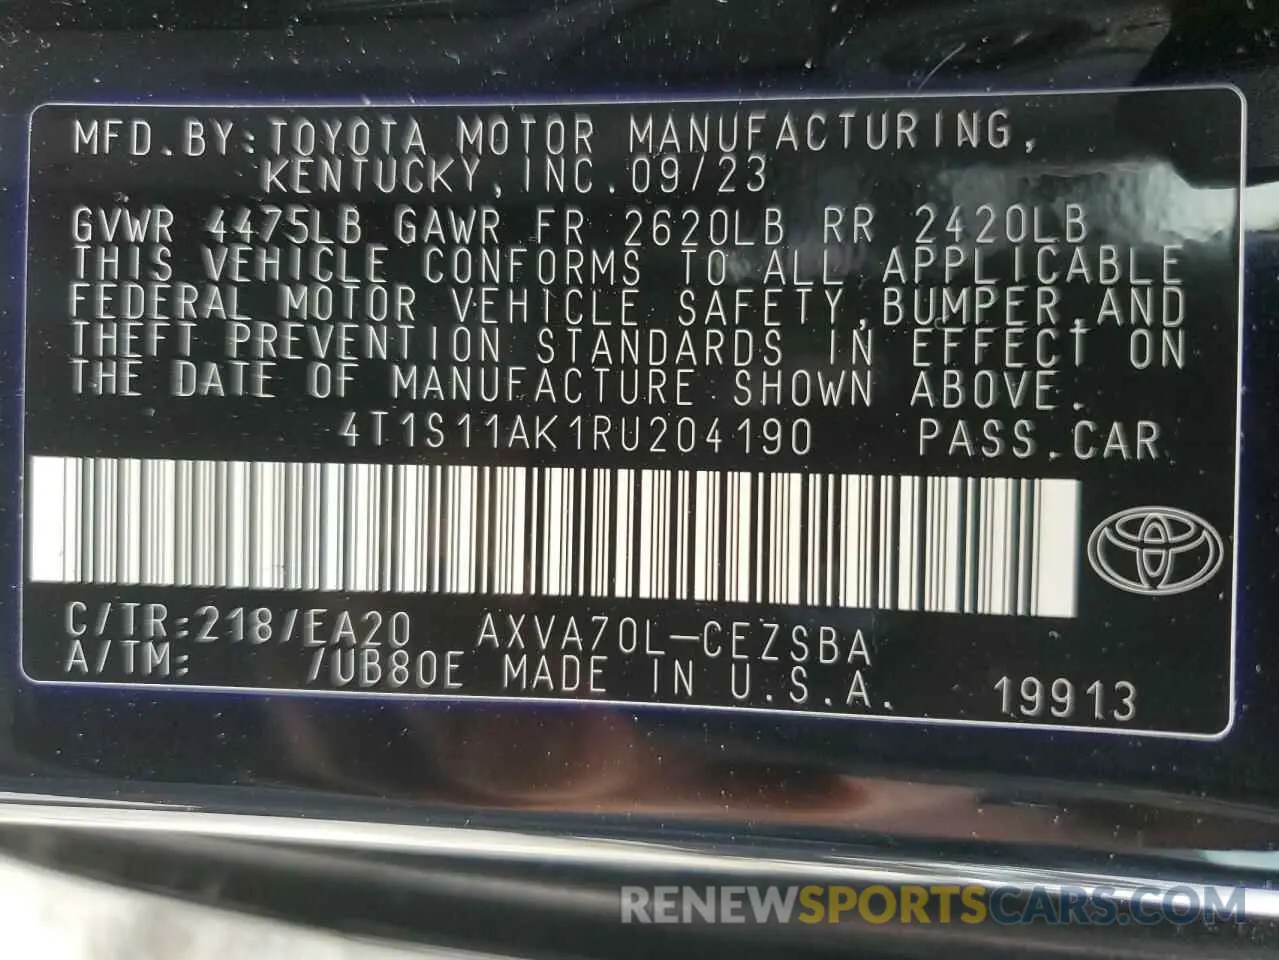 MFD.BY:TOYOTA MOTOR MANUFACTURING,
KENTUCKY,INC.09/23
GVWR 4475LB GAWR FR 2620LB RR 2420LB
THIS VEHICLE CONFORMS TO ALL APPLICABLE
FEDERAL MOTOR VEHICLE SAFETY,BUMPER,AND
THEFT PREVENTION STANDARDS IN EFFECT ON
THE DATE OF MANUFACTURE SHOWN ABOVE.
4T1S11AK1RU204190 PASS.CAR
C/TR:218/EA20 AXVA70L-CEZSBA
A/TM: /UB80E MADE IN U.S.A. 19913
RENEWSPORTSCARS.COM